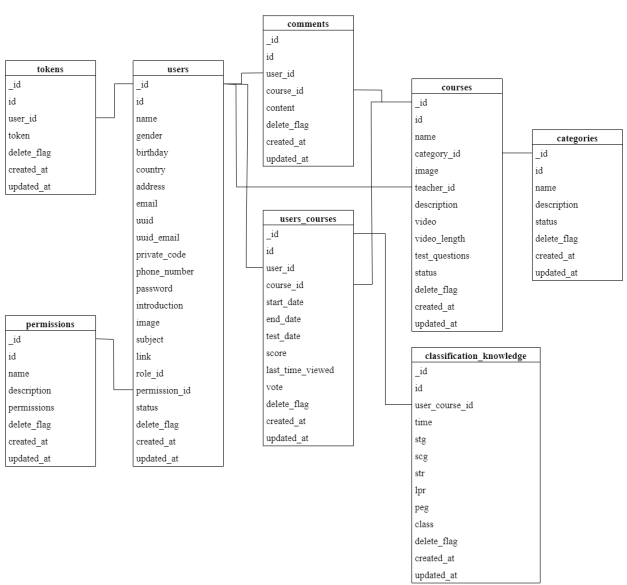 comments
_id
id
user_id
course_id
content
delete_flag
created_at
updated_at
tokens
_id
id
user_id
token
delete_flag
created_at
updated_at
users
_id
id
name
gender
birthday
country
address
email
uuid
uuid_email
private_code
phone_number
password
introduction
image
subject
link
role_id
permission_id
status
delete_flag
created_at
updated_at
courses
_id
id
name
category_id
image
teacher_id
description
video
video_length
test_questions
status
delete_flag
created_at
updated_at
categories
_id
id
name
description
status
delete_flag
created_at
updated_at
users_courses
_id
id
user_id
course_id
start_date
end_date
test_date
score
last_time_viewed
vote
delete_flag
created_at
updated_at
permissions
_id
id
name
description
permissions
delete_flag
created_at
updated_at
classification_knowledge
_id
id
user_course_id
time
stg
scg
str
lpr
peg
class
delete_flag
created_at
updated_at